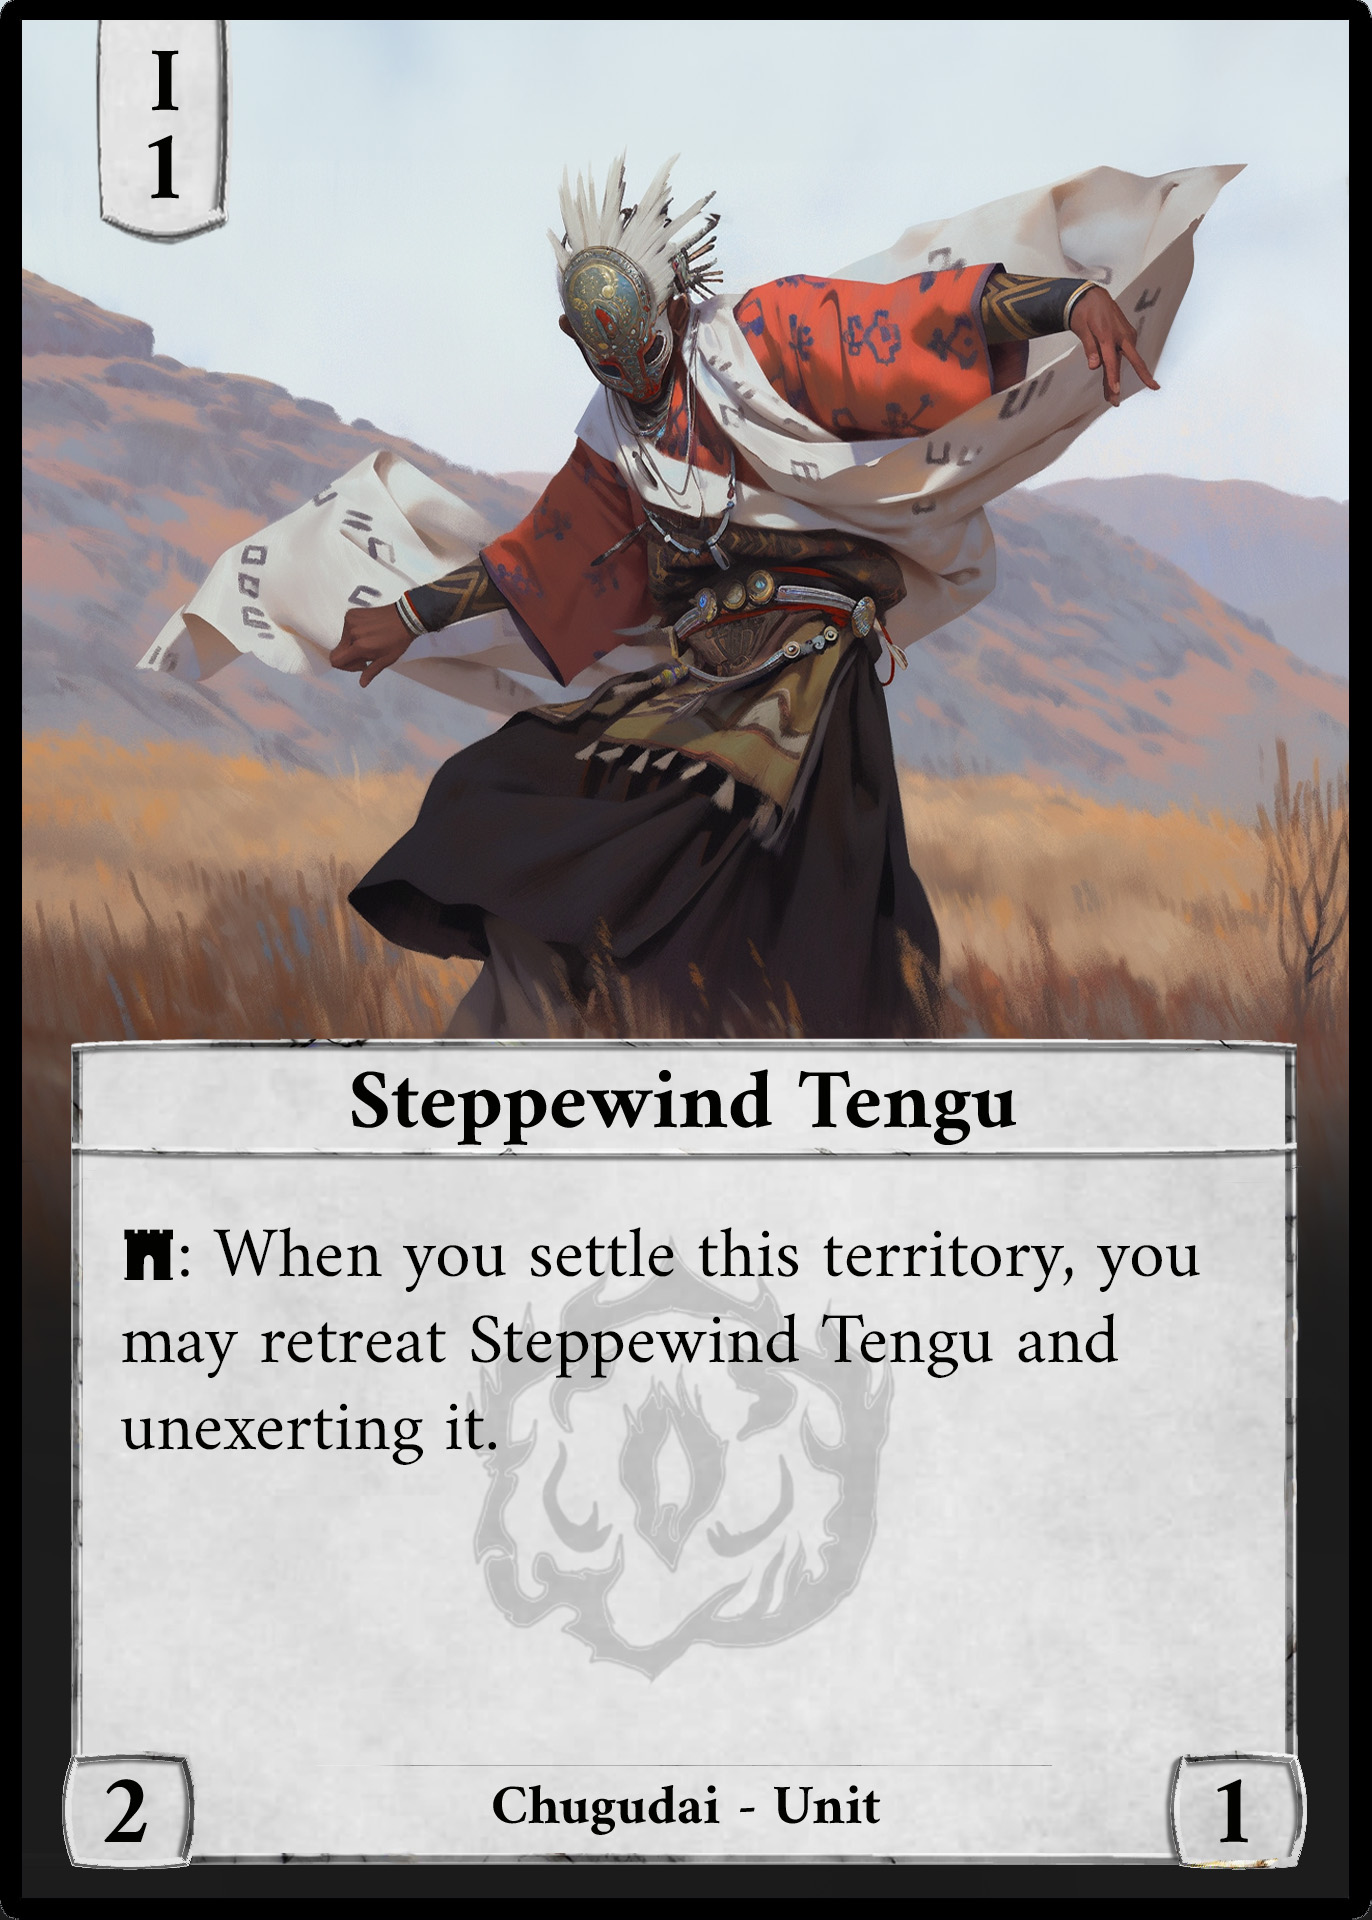 I
1
Steppewind Tengu
: When you settle this territory, you
may retreat Steppewind Tengu and
unexerting it.
2
Chugudai - Unit
1